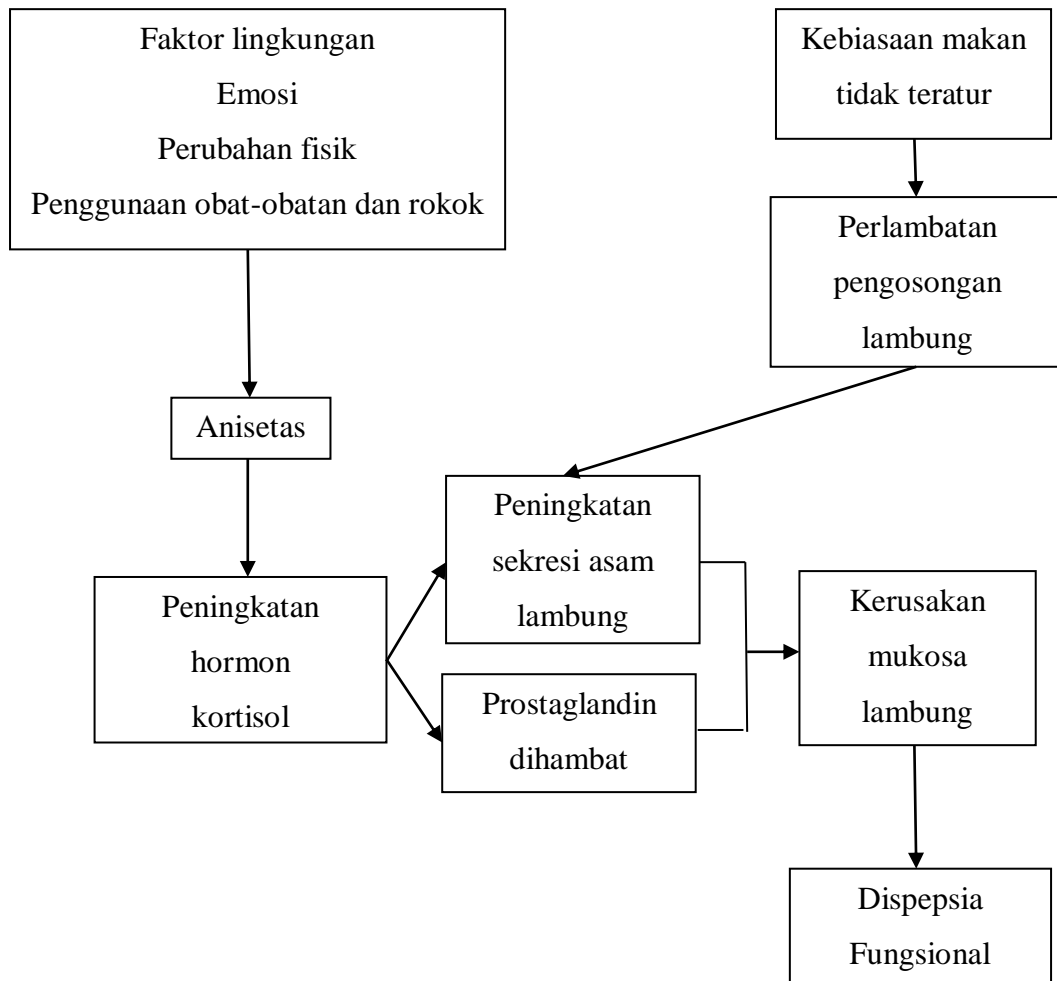 Faktor lingkungan
Emosi
Perubahan fisik
Penggunaan obat-obatan dan rokok
Kebiasaan makan
tidak teratur
Perlambatan
pengosongan
lambung
Anisetas
Peningkatan
sekresi asam
lambung
Peningkatan
hormon
kortisol
Prostaglandin
dihambat
Kerusakan
mukosa
lambung
Dispepsia
Fungsional